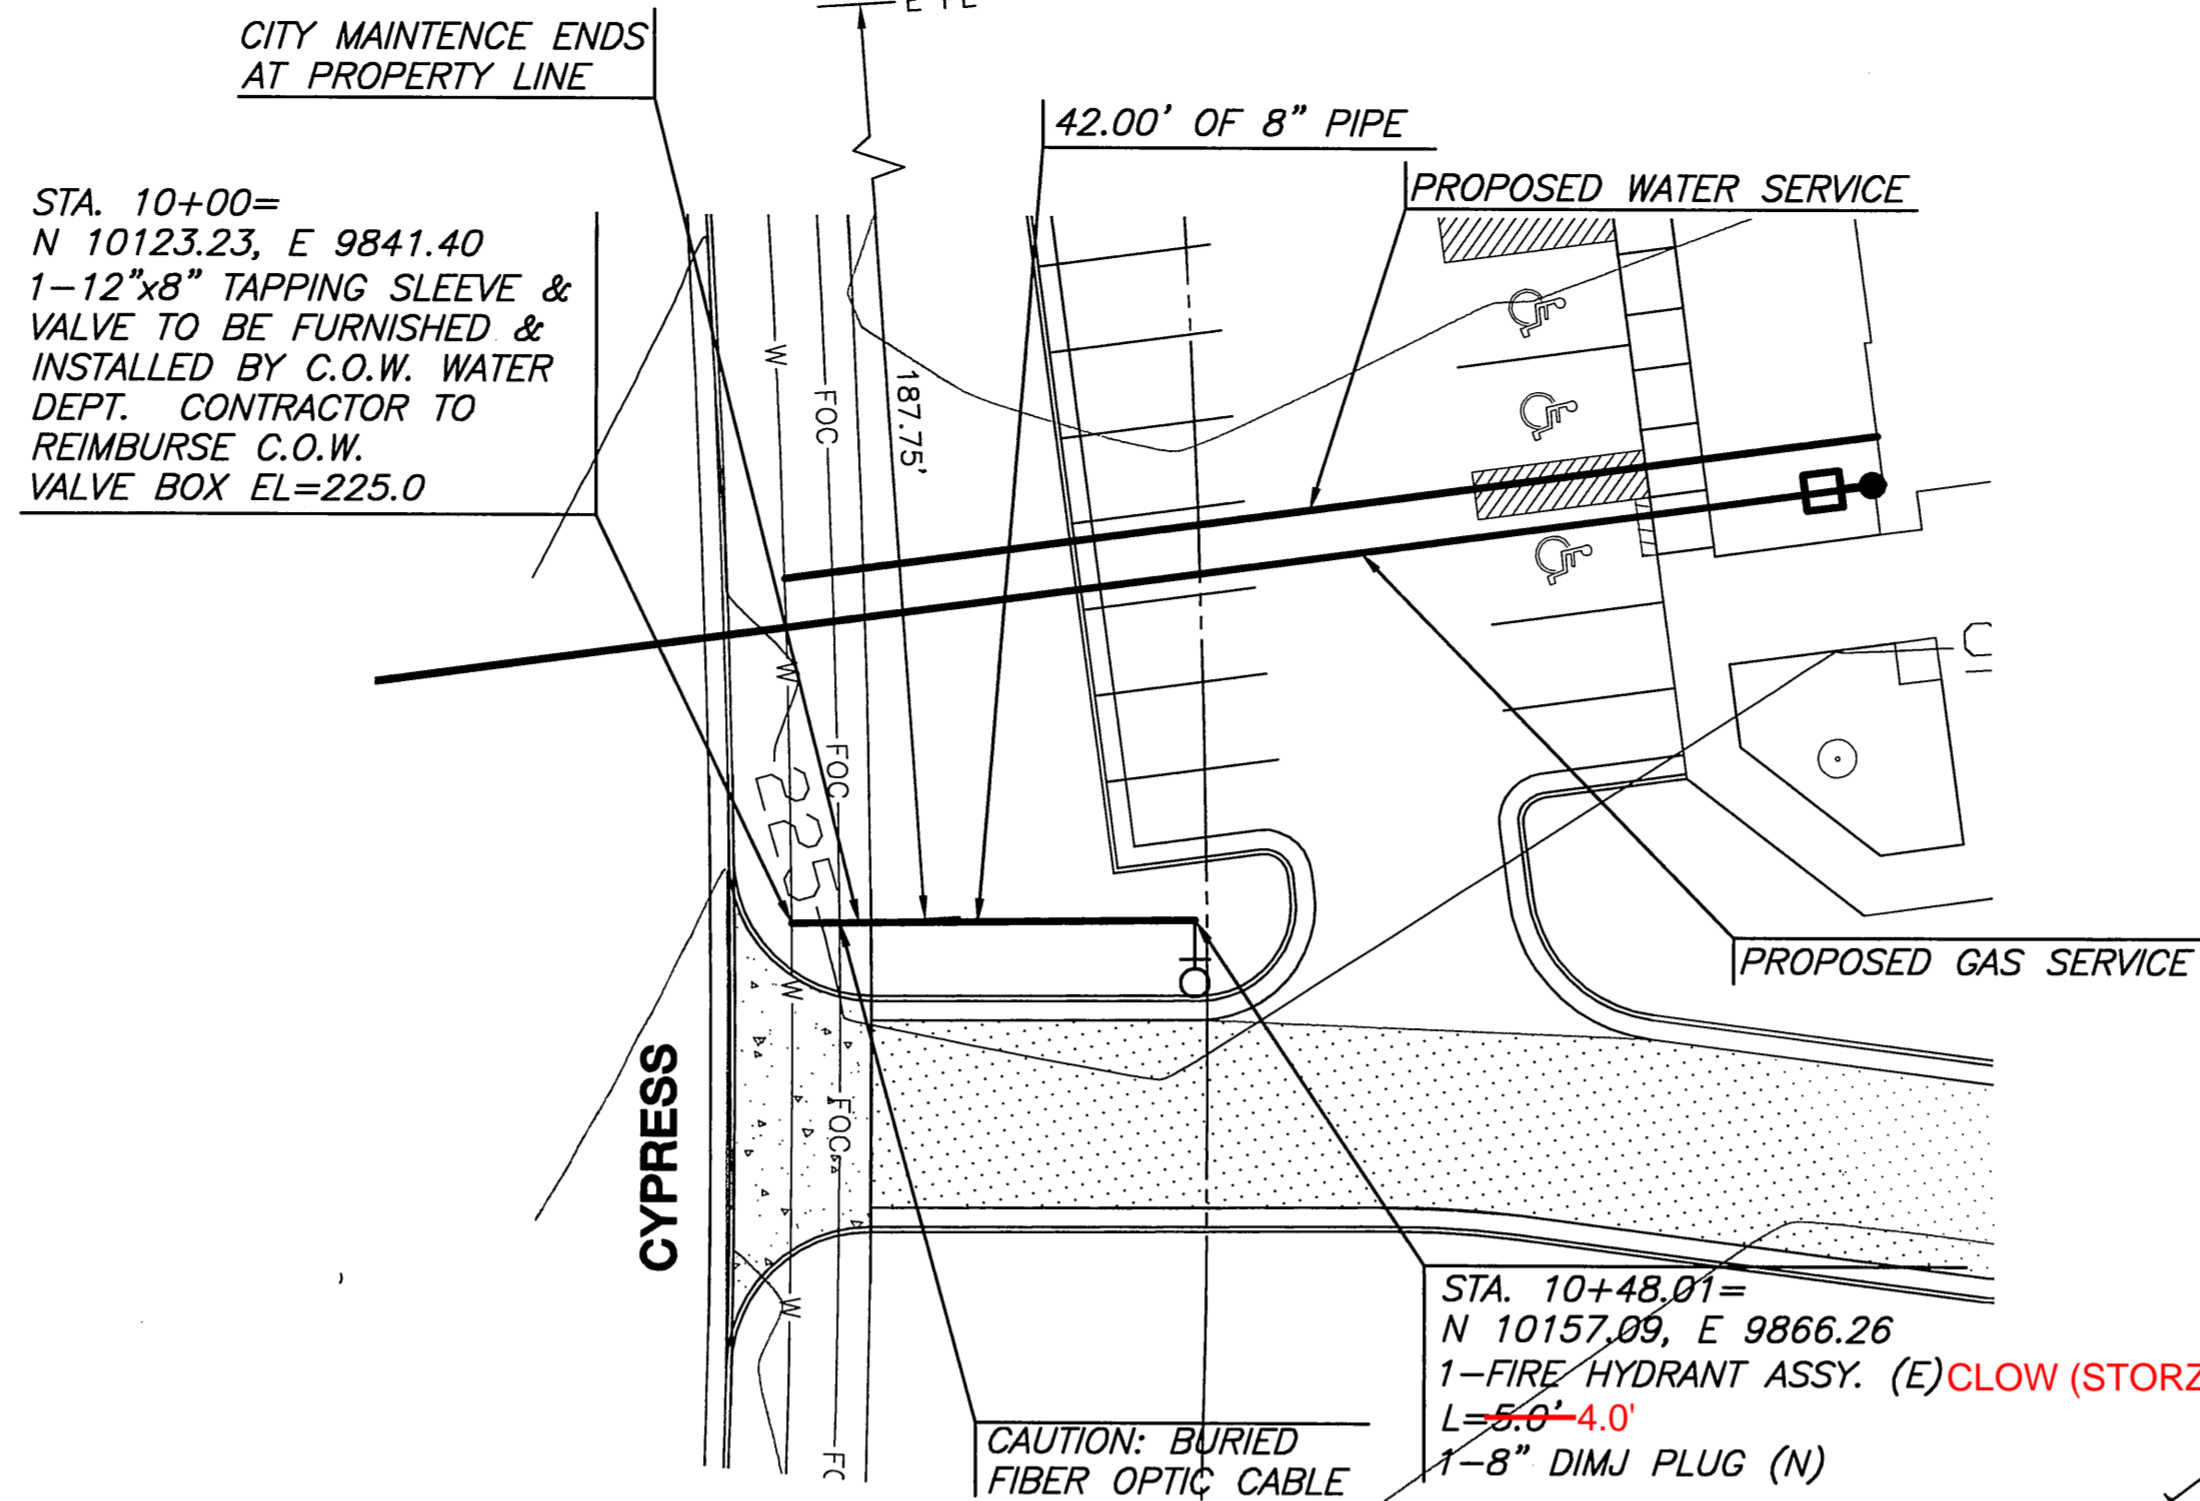 E PL
CITY MAINTENCE ENDS
AT PROPERTY LINE
42.00' OF 8" PIPE
PROPOSED WATER SERVICE
STA. 10+00=
N 10123.23, E 9841.40
1-12"x8" TAPPING SLEEVE &
VALVE TO BE FURNISHED &
INSTALLED BY C.O.W. WATER
DEPT. CONTRACTOR TO
REIMBURSE C.O.W.
VALVE BOX EL=225.0
W
FOC
187.75'
W
FOC
225
PROPOSED GAS SERVICE
W
CYPRESS
FOC
W
FO
STA. 10+48.01=
N 10157.09, E 9866.26
1-FIRE HYDRANT ASSY. (E) CLOW (STORZ
L=5.0' 4.0'
1-8" DIMJ PLUG (N)
CAUTION: BURIED
FIBER OPTIC CABLE